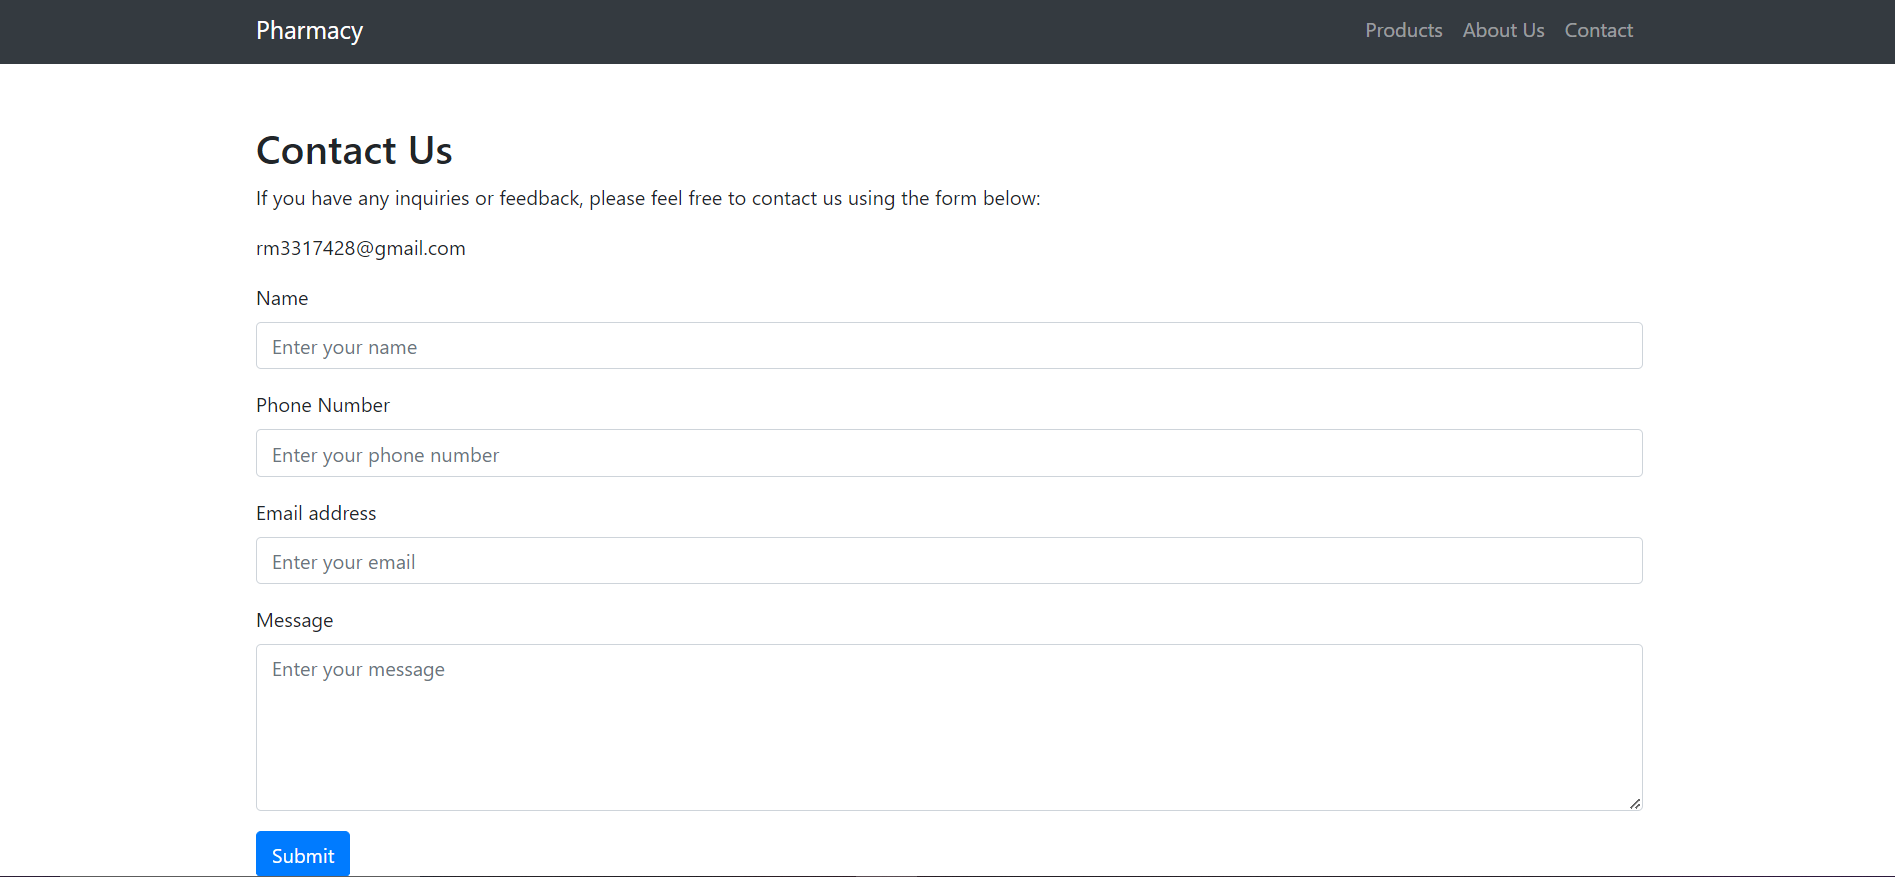 Pharmacy
Products About Us Contact
Contact Us
If you have any inquiries or feedback, please feel free to contact us using the form below:
rm3317428@gmail.com
Name
Enter your name
Phone Number
Enter your phone number
Email address
Enter your email
Message
Enter your message
Submit